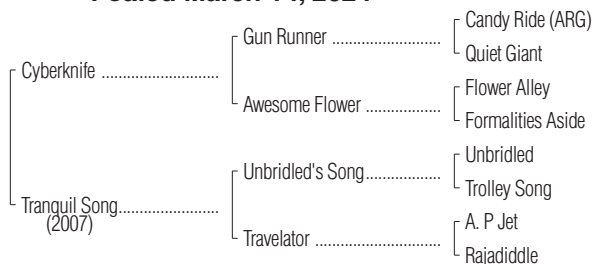 Candy Ride (ARG)
Gun Runner
Quiet Giant
Cyberknife
Flower Alley
Awesome Flower
Formalities Aside
Unbridled
Unbridled's Song
Trolley Song
Tranquil Song
(2007)
A. P Jet
Travelator
Rajadiddle